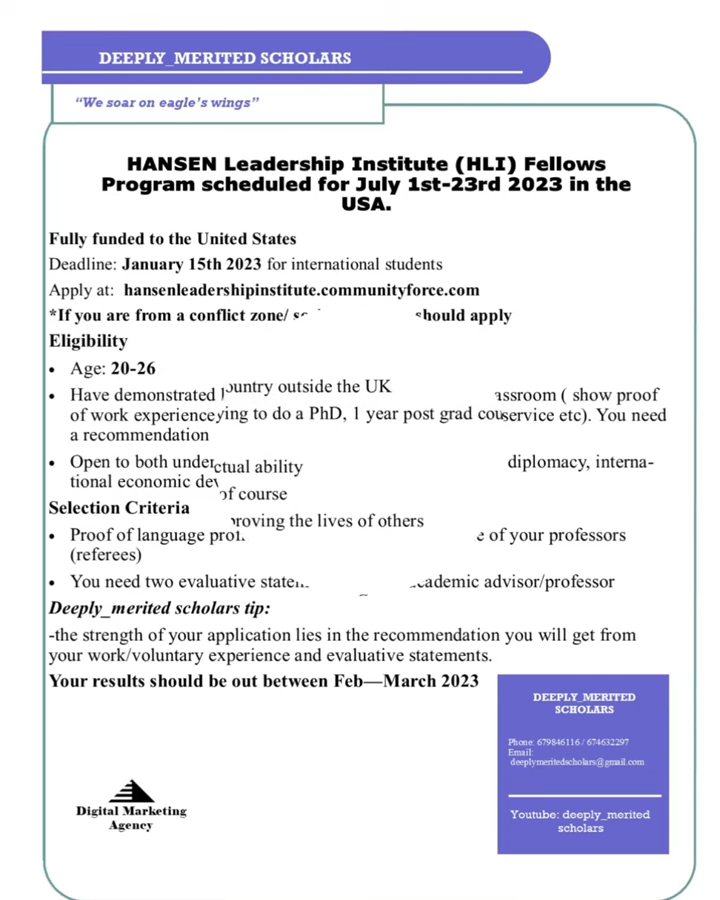 DEEPLY_MERITED SCHOLARS
“We soar on eagle’s wings”
HANSEN Leadership Institute (HLI) Fellows
Program scheduled for July 1st-23rd 2023 in the
USA.
Fully funded to the United States
Deadline: January 15th 2023 for international students
Apply at: hansenleadershipinstitute.communityforce.com
*If you are from a conflict zone/ should apply
Eligibility
• Age: 20-26
ountry outside the UK
• Have demonstrated assroom ( show proof
of work experience ying to do a PhD, 1 year post grad cou service etc). You need
a recommendation
• Open to both under ctual ability diplomacy, interna-
tional economic dev
of course
Selection Criteria
roving the lives of others
• Proof of language prof of your professors
(referees)
• You need two evaluative state academic advisor/professor
Deeply_merited scholars tip:
-the strength of your application lies in the recommendation you will get from
your work/voluntary experience and evaluative statements.
Your results should be out between Feb—March 2023
DEEPLY_MERITED
SCHOLARS
Phone: 679846116 / 674632297
Email:
deeplymeritedscholars@gmail.com
Youtube: deeply_merited
scholars
Digital Marketing
Agency